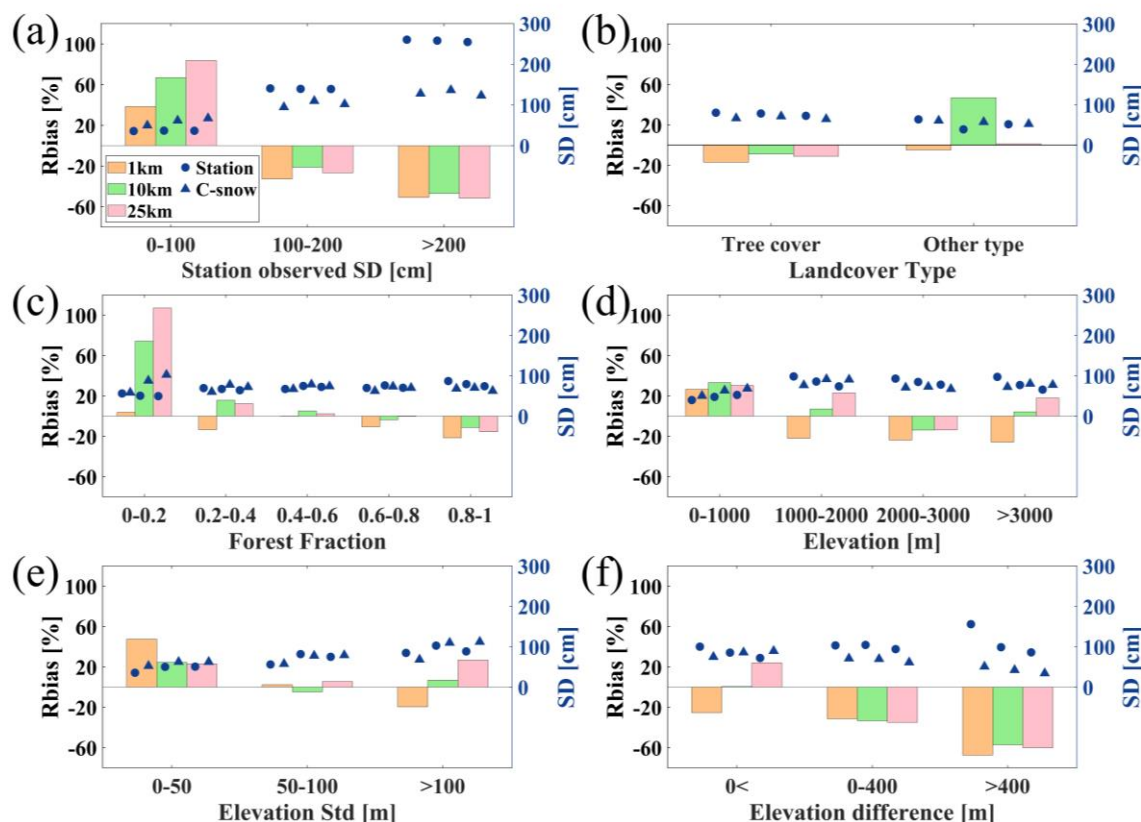 (a)
Rbias [%]
100
60
20
-20
-60
300
200
100
0
SD [cm]
1km
10km
25km
Station
C-snow
0-100 100-200 >200
Station observed SD [cm]
(b)
Rbias [%]
100
60
20
-20
-60
300
200
100
0
SD [cm]
Tree cover Other type
Landcover Type
(c)
Rbias [%]
100
60
20
-20
-60
300
200
100
0
SD [cm]
0-0.2 0.2-0.4 0.4-0.6 0.6-0.8 0.8-1
Forest Fraction
(d)
Rbias [%]
100
60
20
-20
-60
300
200
100
0
SD [cm]
0-1000 1000-2000 2000-3000 >3000
Elevation [m]
(e)
Rbias [%]
100
60
20
-20
-60
300
200
100
0
SD [cm]
0-50 50-100 >100
Elevation Std [m]
(f)
Rbias [%]
100
60
20
-20
-60
300
200
100
0
SD [cm]
0< 0-400 >400
Elevation difference [m]